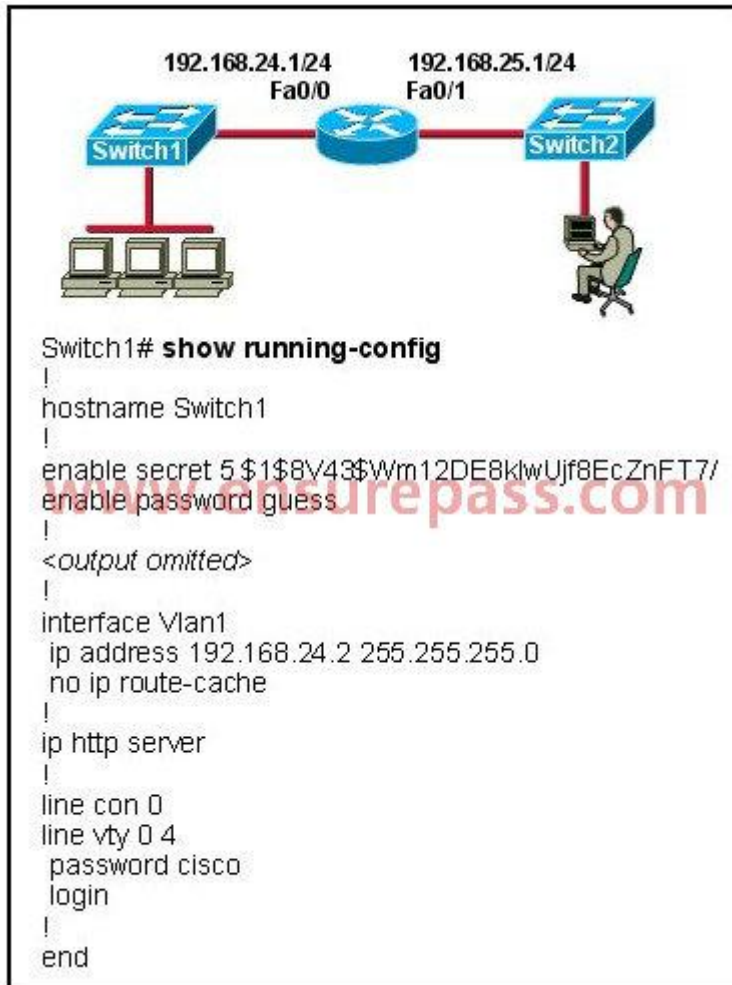 192.168.24.1/24 192.168.25.1/24
Fa0/0 Fa0/1
Switch1 Switch2
Switch1# show running-config
!
hostname Switch1
!
enable secret 5 $1$8V43$Wm12DE8klwUjf8EcZnFT7/
enable password guess
www.ensurepass.com
!
<output omitted>
!
interface Vlan1
ip address 192.168.24.2 255.255.255.0
no ip route-cache
!
ip http server
!
line con 0
line vty 0 4
password cisco
login
!
end